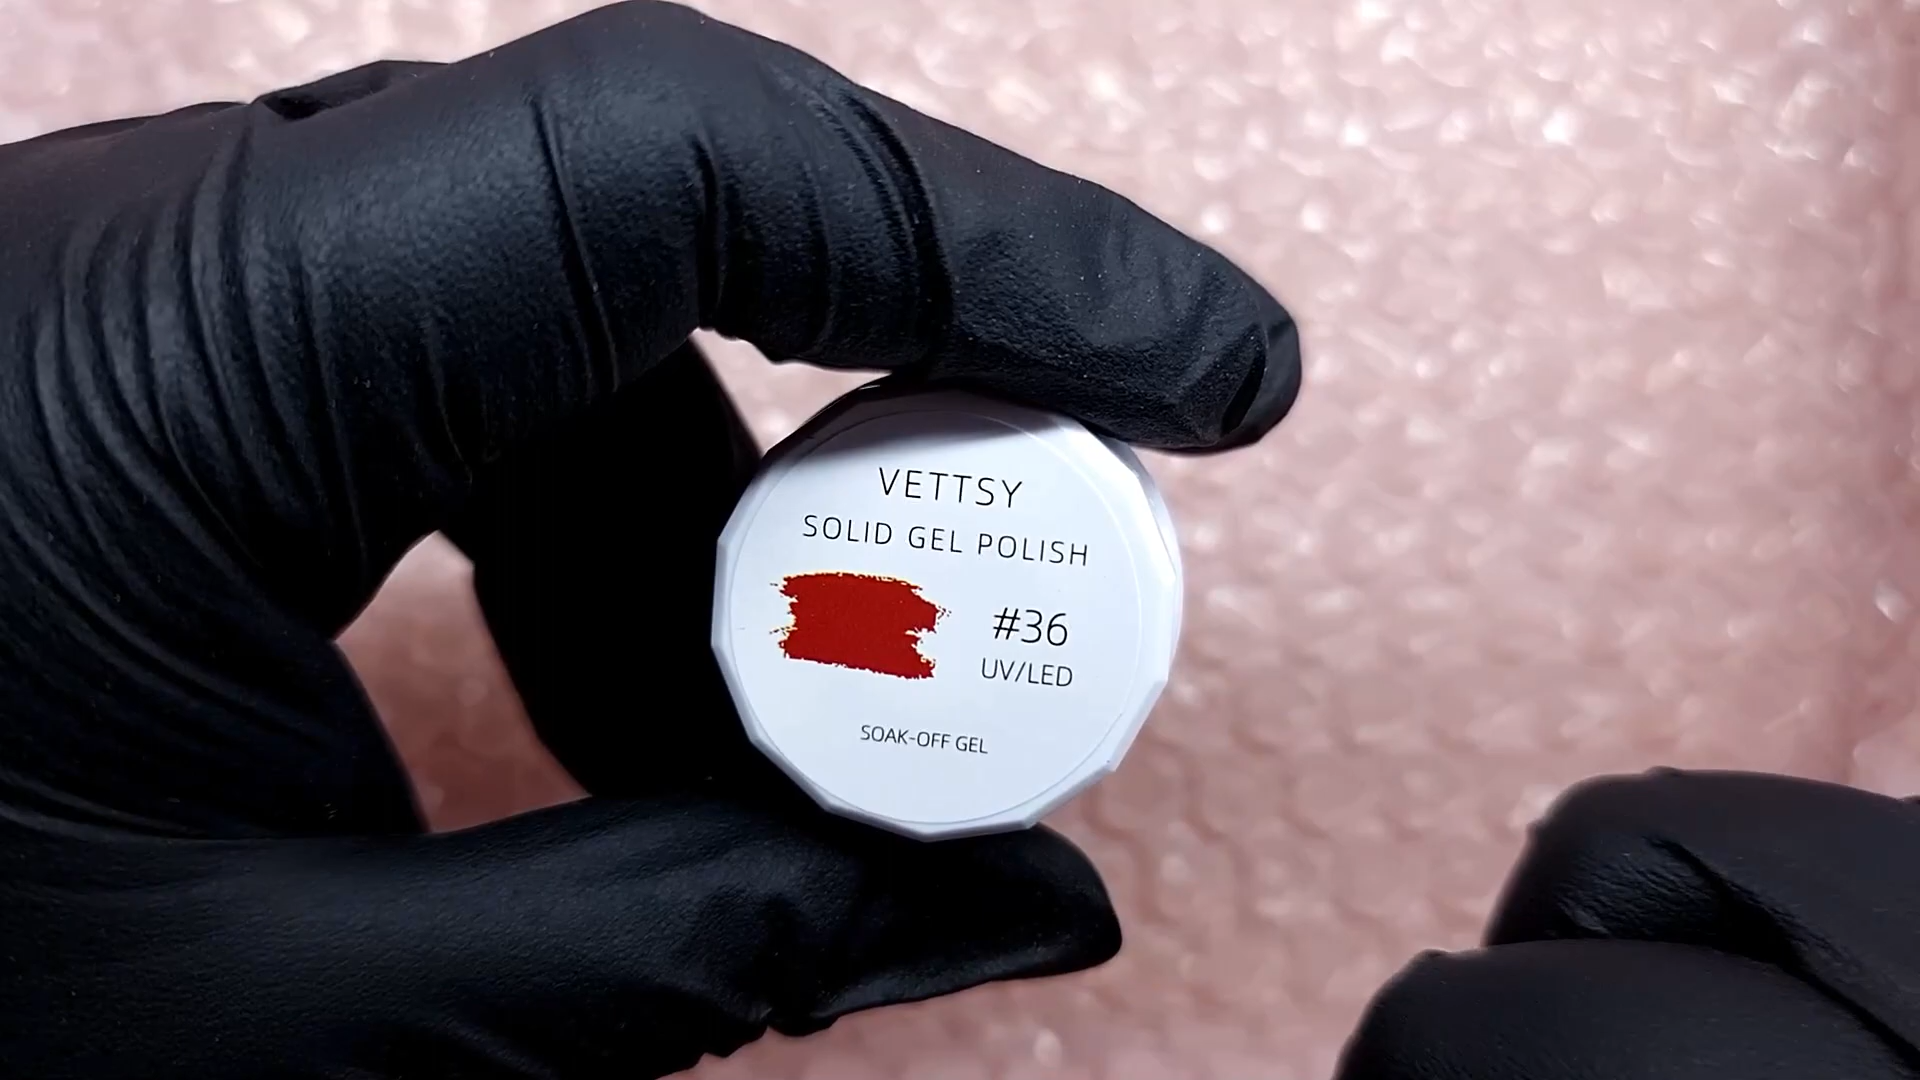 VETTSY
SOLID GEL POLISH
#36
UV/LED
SOAK-OFF GEL